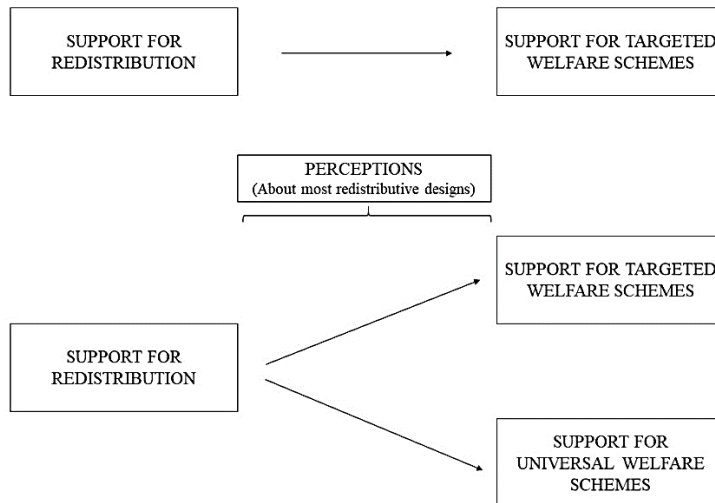 SUPPORT FOR
REDISTRIBUTION
SUPPORT FOR TARGETED
WELFARE SCHEMES
PERCEPTIONS
(About most redistributive designs)
SUPPORT FOR TARGETED
WELFARE SCHEMES
SUPPORT FOR
REDISTRIBUTION
SUPPORT FOR
UNIVERSAL WELFARE
SCHEMES